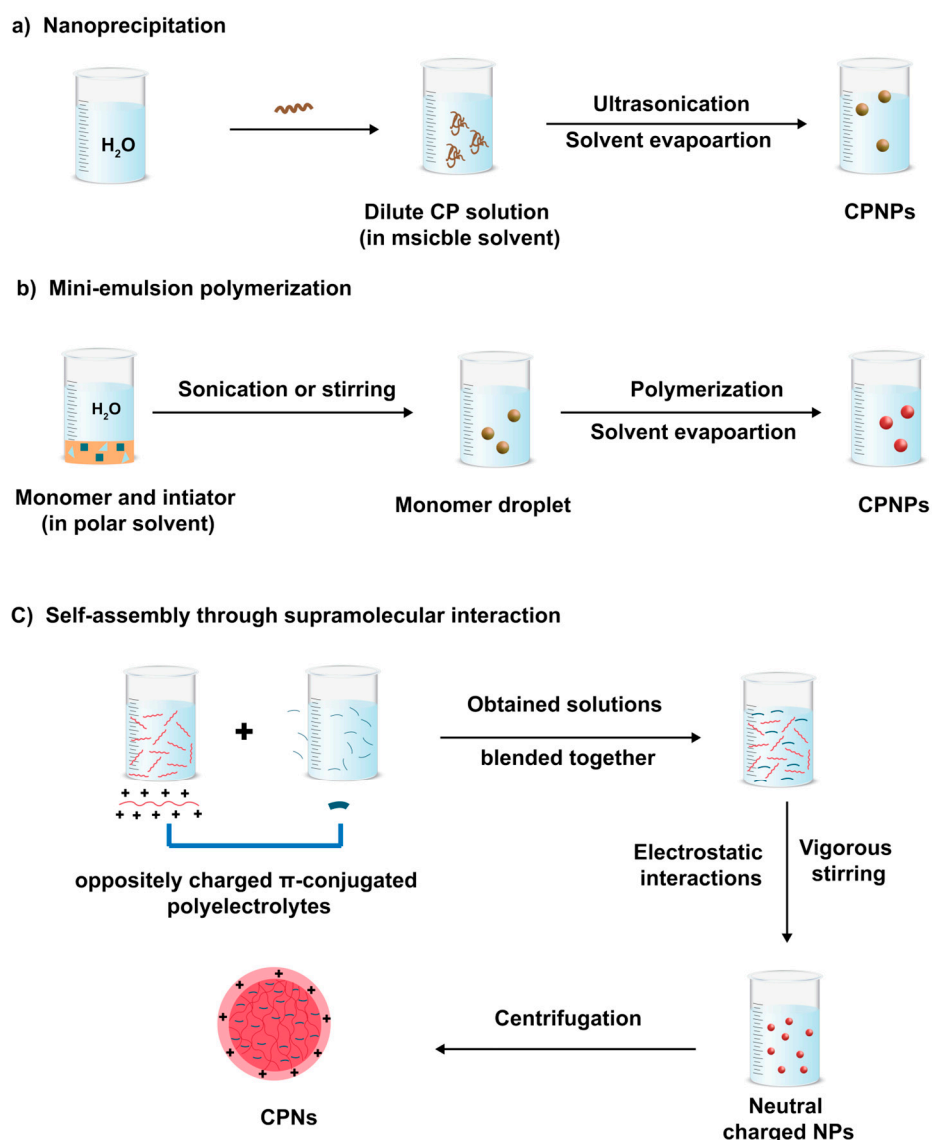 a) Nanoprecipitation
H₂O
Ultrasonication
Solvent evapoartion
Dilute CP solution
(in msicble solvent)
CPNPs
b) Mini-emulsion polymerization
H₂O
Sonication or stirring
Polymerization
Solvent evapoartion
Monomer and intiator
(in polar solvent)
Monomer droplet
CPNPs
C) Self-assembly through supramolecular interaction
+
Obtained solutions
blended together
+ + + +
+ + + + +
oppositely charged π-conjugated
polyelectrolytes
Electrostatic
interactions
Vigorous
stirring
Centrifugation
CPNs
Neutral
charged NPs